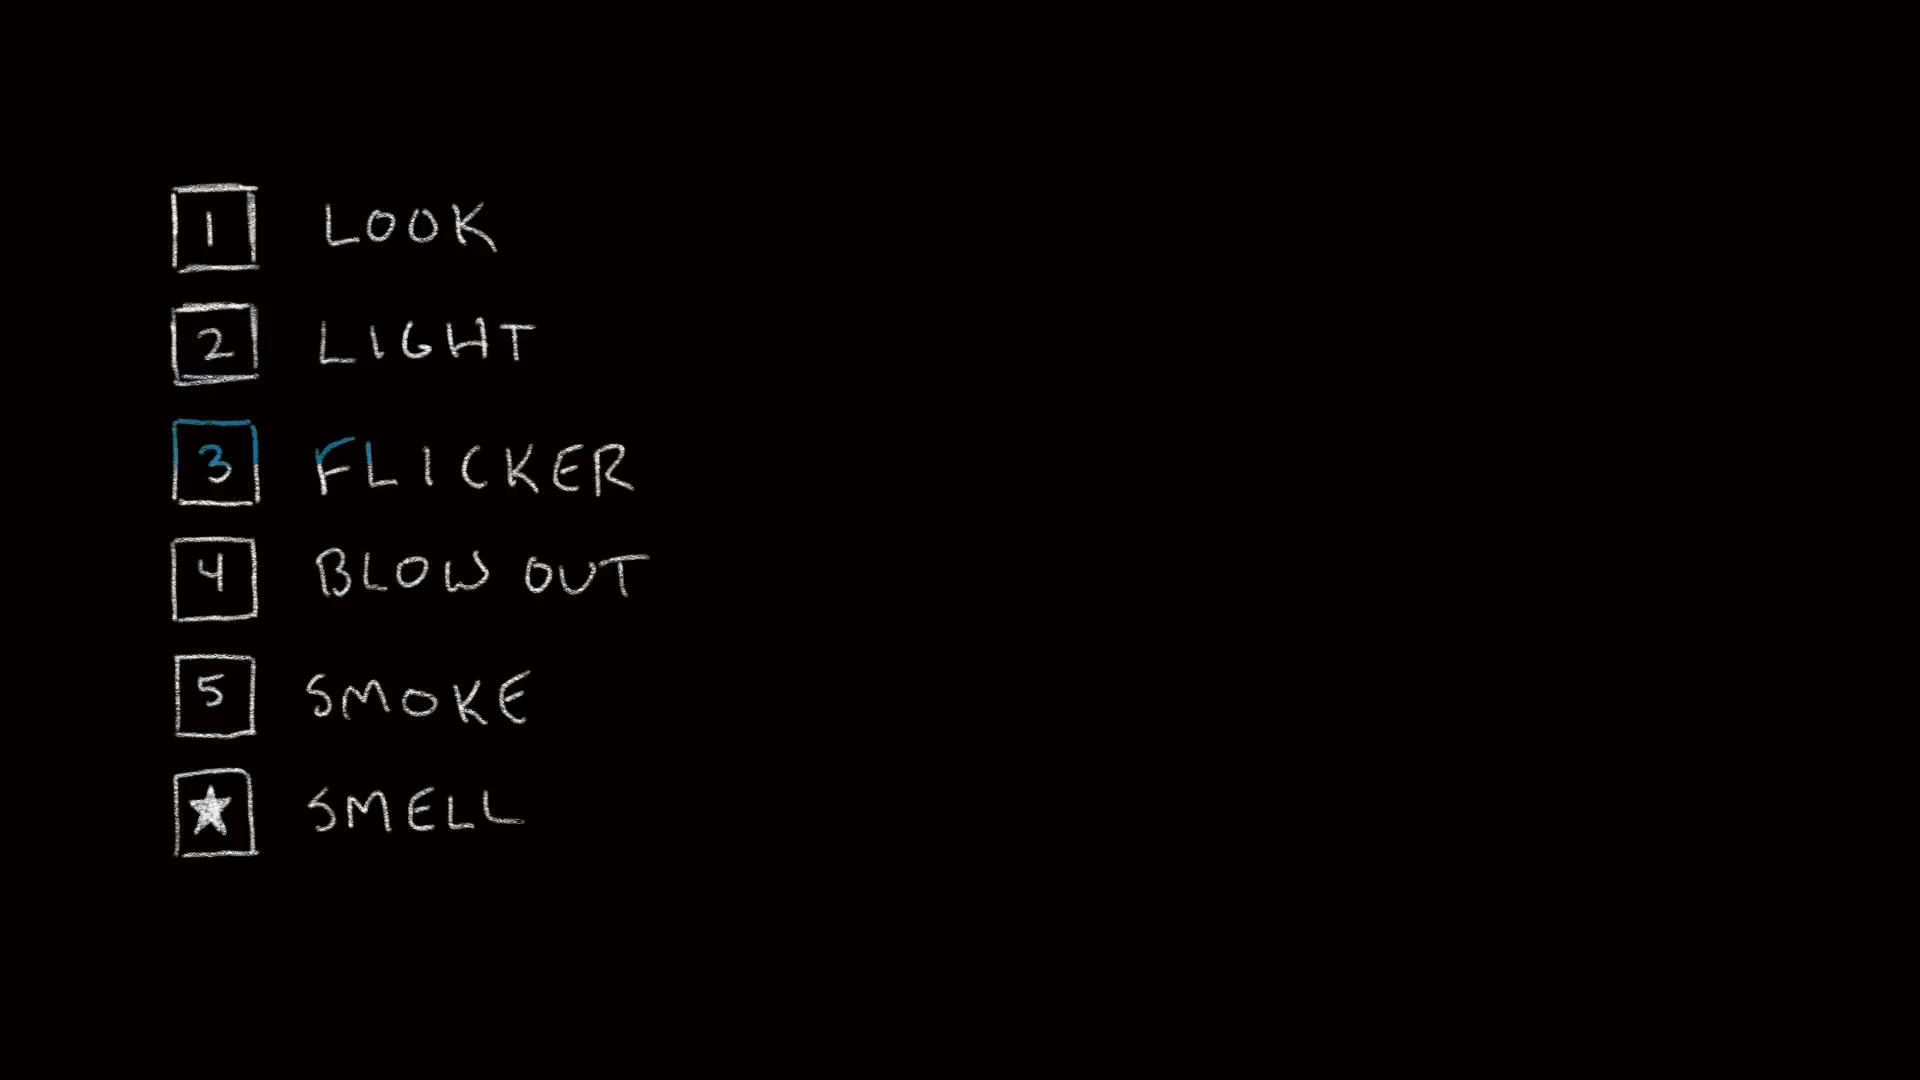 1 LOOK
2 LIGHT
3 FLICKER
4 BLOW OUT
5 SMOKE
★ SMELL